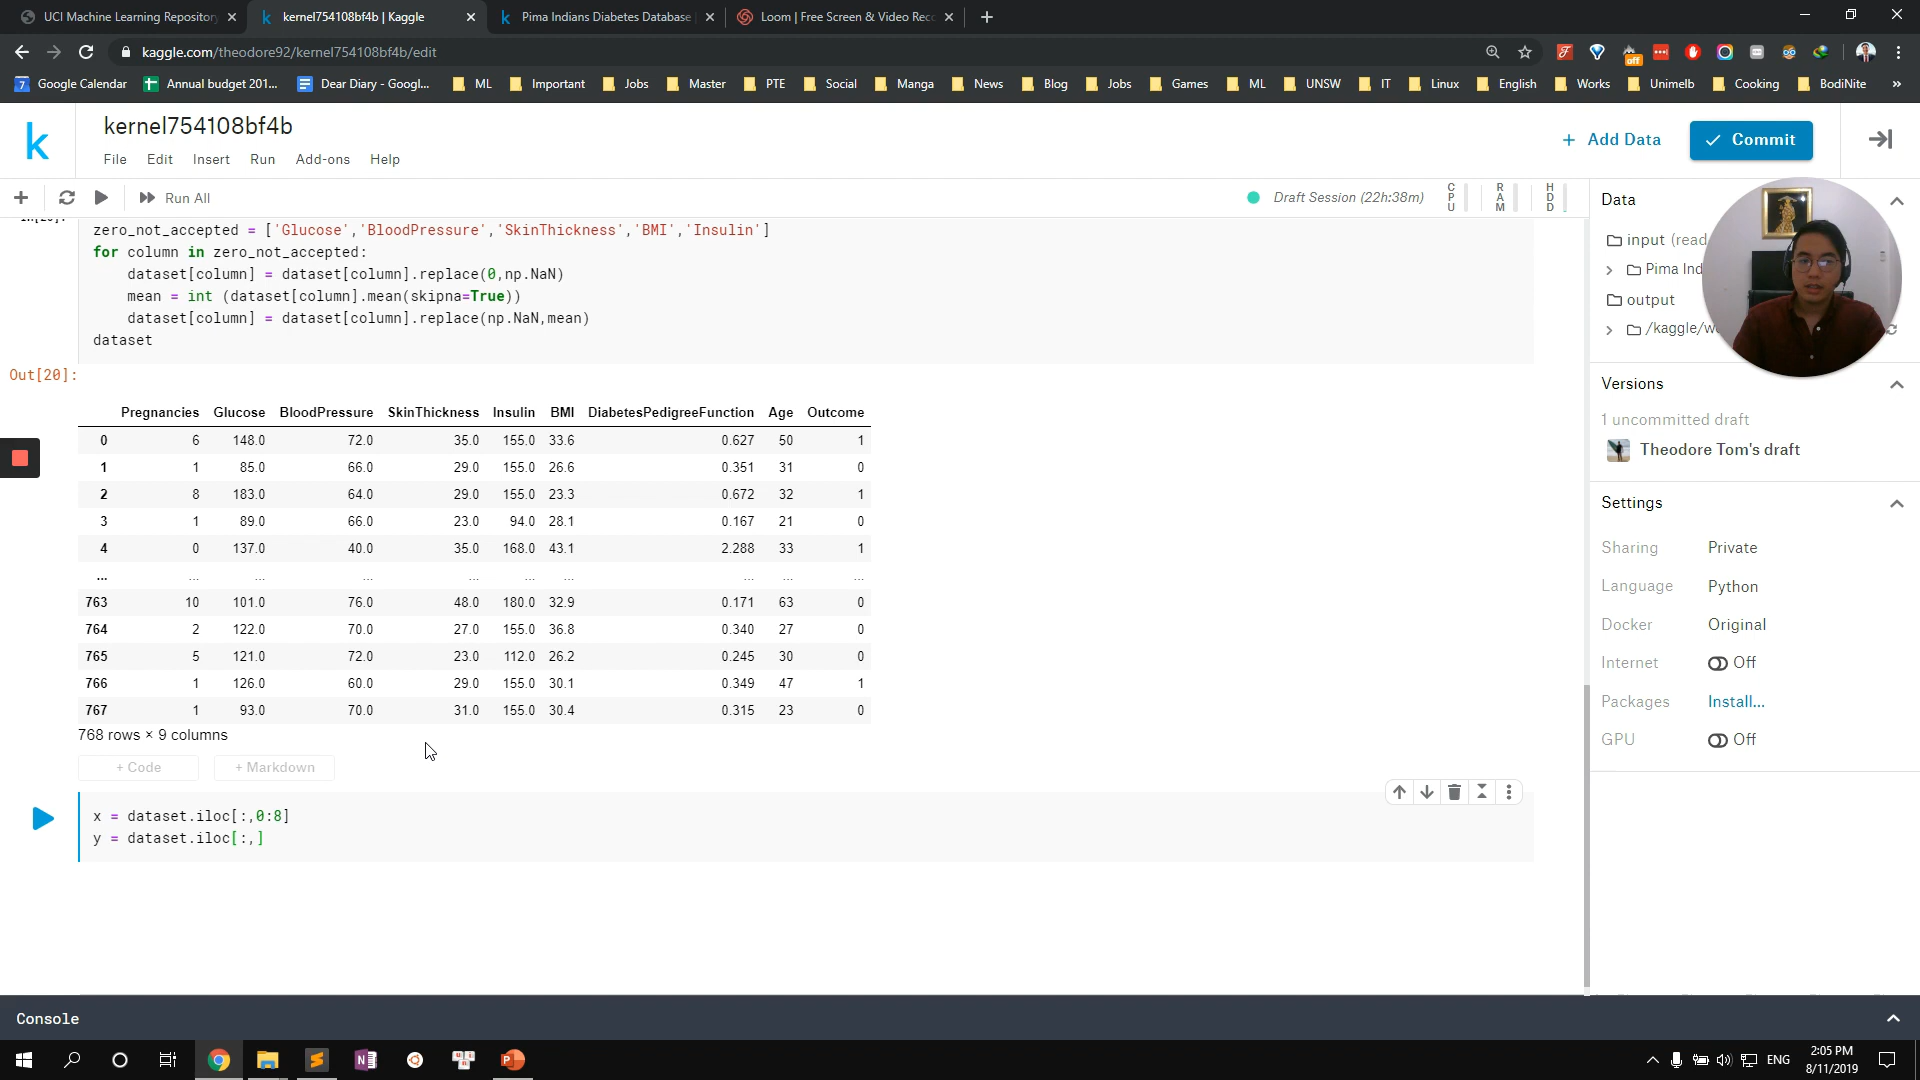 UCI Machine Learning Repository
kernel754108bf4b | Kaggle
Pima Indians Diabetes Database
Loom | Free Screen & Video Rec
kaggle.com/theodore92/kernel754108bf4b/edit
off
7 Google Calendar
Annual budget 201...
Dear Diary - Googl...
ML
Important
Jobs
Master
PTE
Social
Manga
News
Blog
Jobs
Games
ML
UNSW
IT
Linux
English
Works
Unimelb
Cooking
BodiNite
»
k
kernel754108bf4b
File Edit Insert Run Add-ons Help
+ Add Data
Commit
Run All
Draft Session (22h:38m)
CPU
RAM
HDD
zero_not_accepted = ['Glucose','BloodPressure','SkinThickness','BMI','Insulin']
for column in zero_not_accepted:
dataset[column] = dataset[column].replace(0,np.NaN)
mean = int (dataset[column].mean(skipna=True))
dataset[column] = dataset[column].replace(np.NaN,mean)
dataset
Out[20]:
Pregnancies Glucose BloodPressure SkinThickness Insulin BMI DiabetesPedigreeFunction Age Outcome
0 6 148.0 72.0 35.0 155.0 33.6 0.627 50 1
1 1 85.0 66.0 29.0 155.0 26.6 0.351 31 0
2 8 183.0 64.0 29.0 155.0 23.3 0.672 32 1
3 1 89.0 66.0 23.0 94.0 28.1 0.167 21 0
4 0 137.0 40.0 35.0 168.0 43.1 2.288 33 1
... ... ... ... ... ... ... ... ... ...
763 10 101.0 76.0 48.0 180.0 32.9 0.171 63 0
764 2 122.0 70.0 27.0 155.0 36.8 0.340 27 0
765 5 121.0 72.0 23.0 112.0 26.2 0.245 30 0
766 1 126.0 60.0 29.0 155.0 30.1 0.349 47 1
767 1 93.0 70.0 31.0 155.0 30.4 0.315 23 0
768 rows × 9 columns
+ Code
+ Markdown
x = dataset.iloc[:,0:8]
y = dataset.iloc[:,]
Data
input (read
Pima Ind
output
/kaggle/w
Versions
1 uncommitted draft
Theodore Tom's draft
Settings
Sharing Private
Language Python
Docker Original
Internet Off
Packages Install...
GPU Off
Console
ENG
2:05 PM
8/11/2019